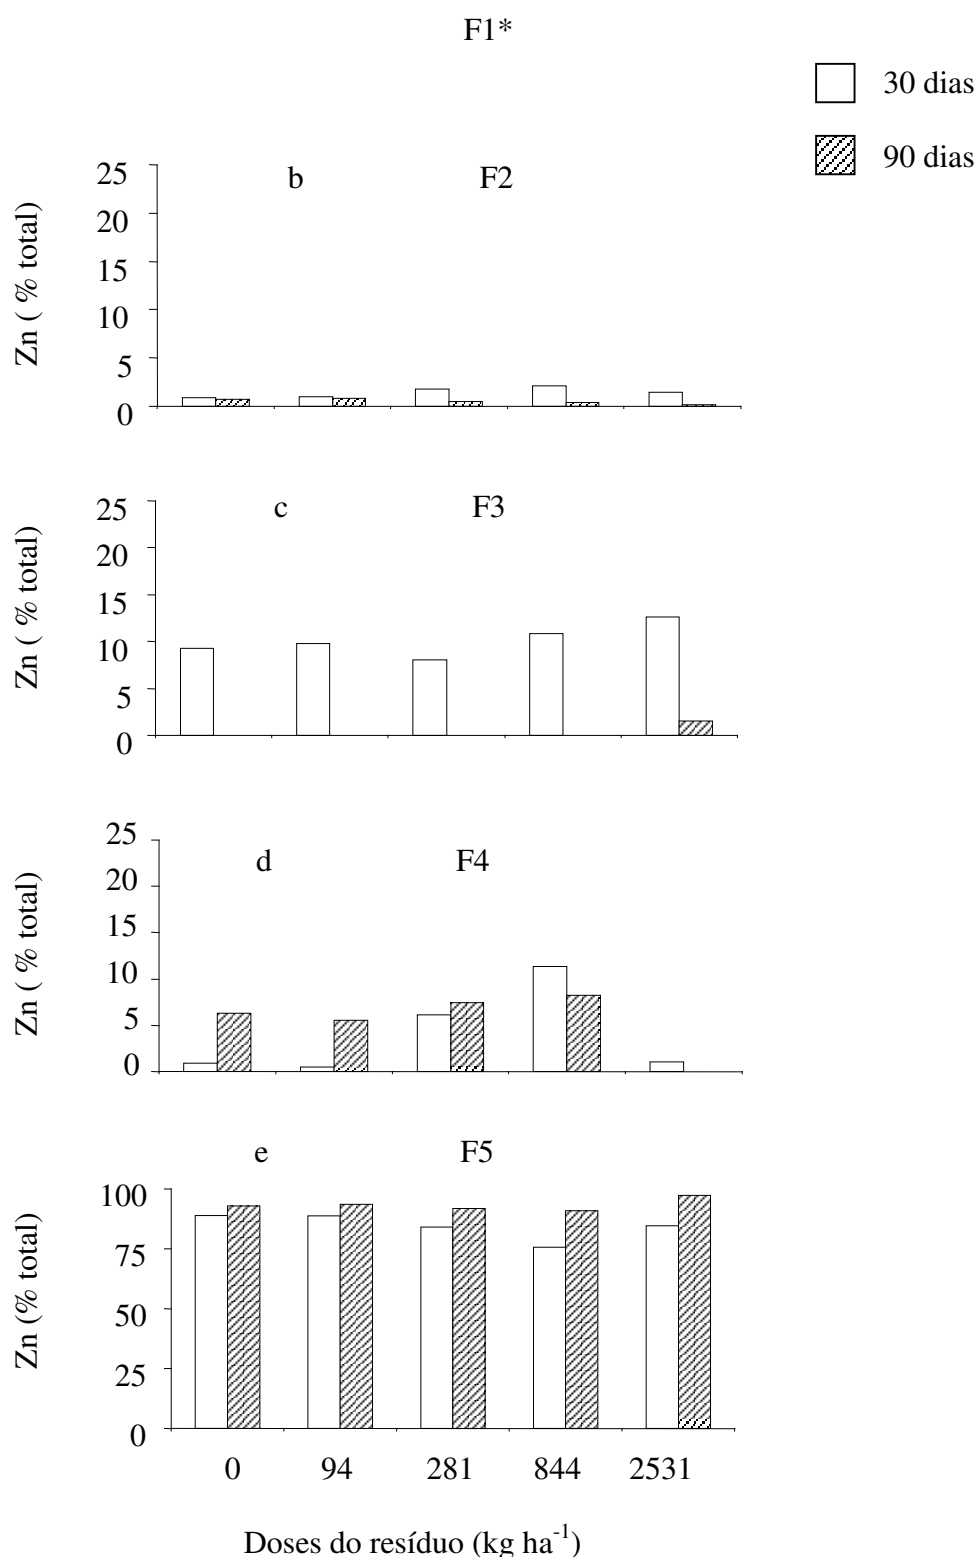 F1*
30 dias
90 dias
b F2
Zn ( % total)
25
20
15
10
5
0
c F3
Zn ( % total)
25
20
15
10
5
0
d F4
Zn ( % total)
25
20
15
10
5
0
e F5
Zn (% total)
100
75
50
25
0
0 94 281 844 2531
Doses do resíduo (kg ha⁻¹)